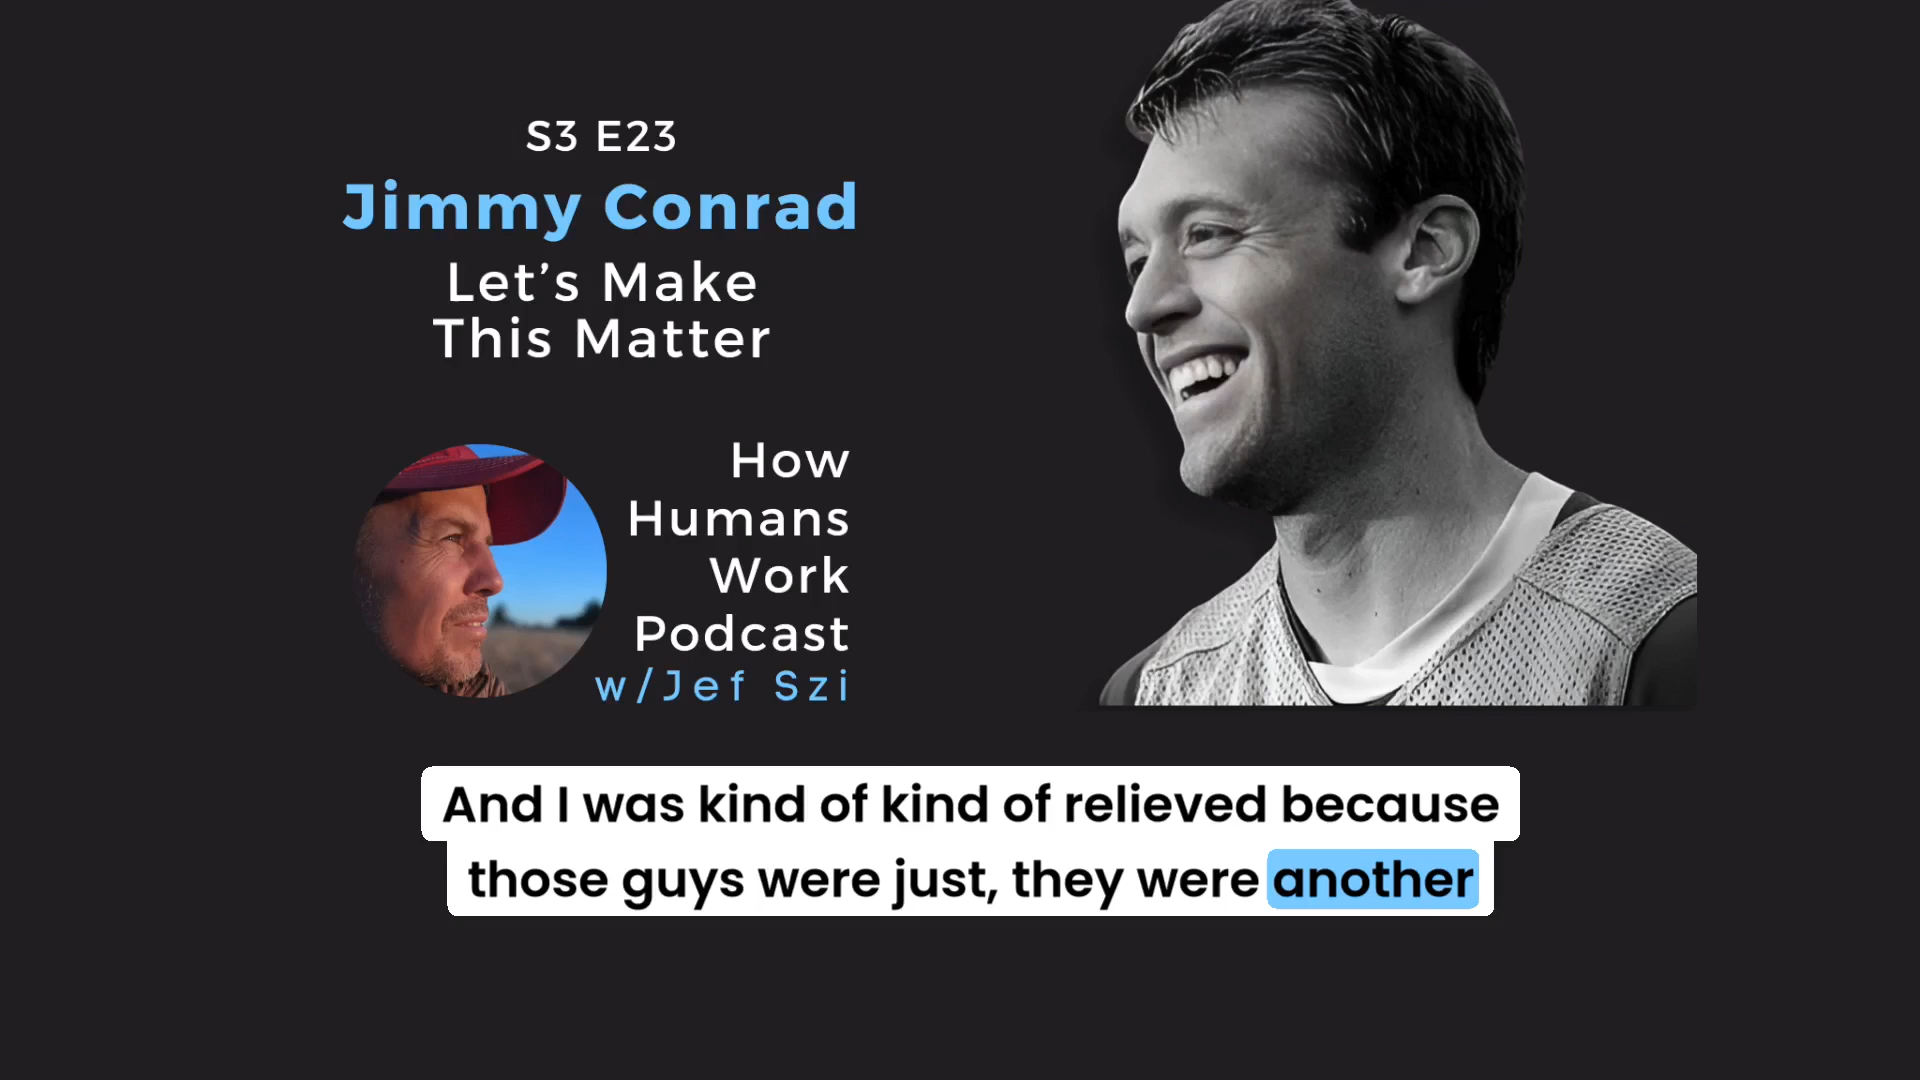 S3 E23
Jimmy Conrad
Let’s Make
This Matter
How
Humans
Work
Podcast
w/Jef Szi
And I was kind of kind of relieved because
those guys were just, they were another